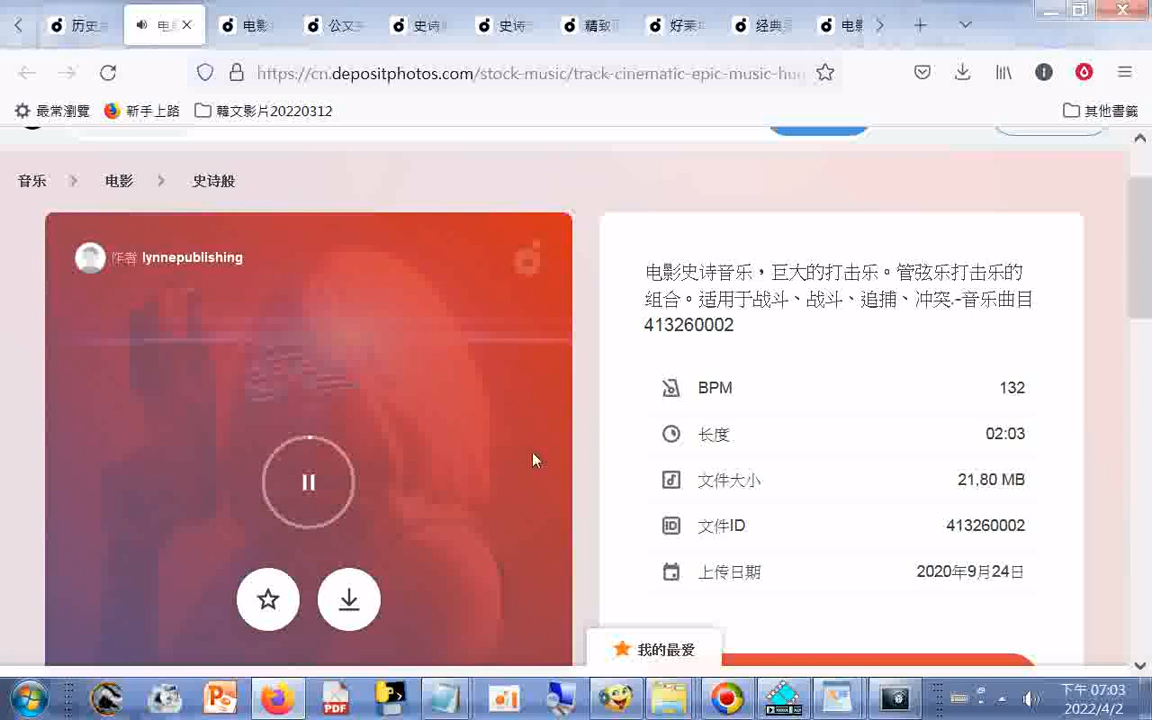 历史
电影
电影
公文
史诗
史诗
精致
好莱
经典
电影
https://cn.depositphotos.com/stock-music/track-cinematic-epic-music-hu
最常瀏覽
新手上路
韓文影片20220312
其他書籤
音乐
电影
史诗般
作者 lynnepublishing
电影史诗音乐，巨大的打击乐。管弦乐打击乐的
组合。适用于战斗、战斗、追捕、冲突.-音乐曲目
413260002
BPM 132
长度 02:03
文件大小 21,80 MB
文件ID 413260002
上传日期 2020年9月24日
我的最爱
下午 07:03
2022/4/2